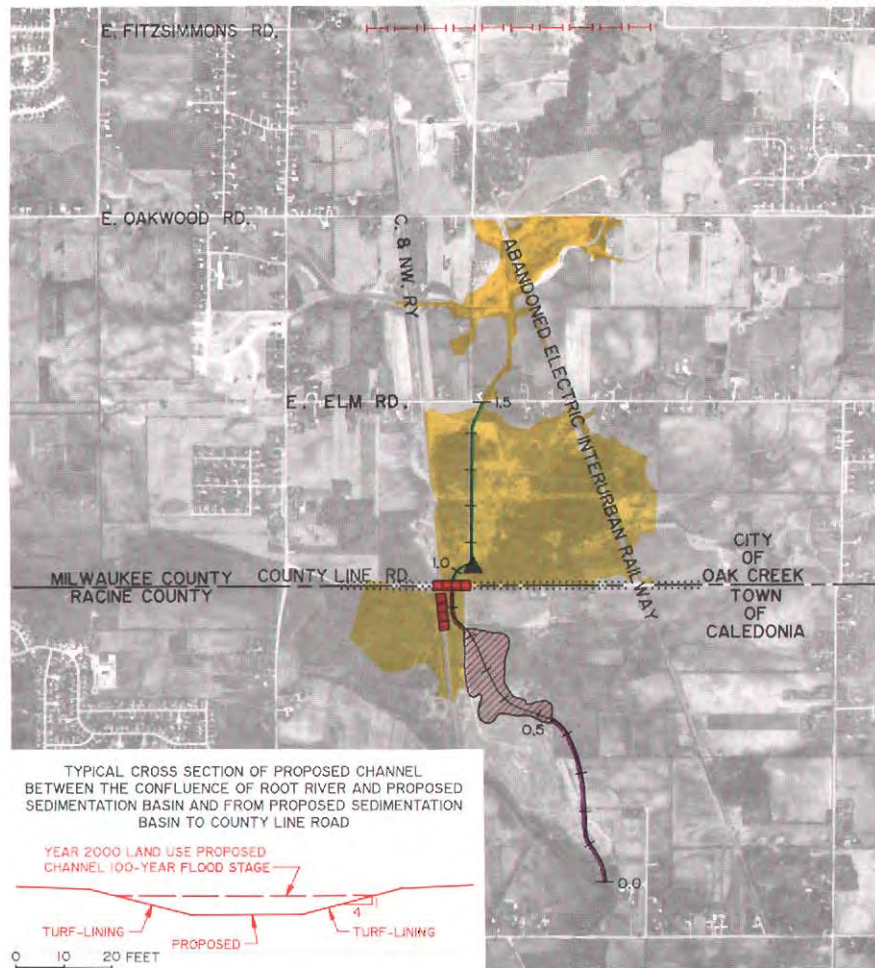 E. FITZSIMMONS RD.
E. OAKWOOD RD.
C. & NW. RY
ABANDONED ELECTRIC INTERURBAN RAILWAY
E. ELM RD.
1.5
1.0
MILWAUKEE COUNTY
COUNTY LINE RD.
RACINE COUNTY
CITY
OF
OAK CREEK
TOWN
OF
CALEDONIA
0.5
0.0
TYPICAL CROSS SECTION OF PROPOSED CHANNEL
BETWEEN THE CONFLUENCE OF ROOT RIVER AND PROPOSED
SEDIMENTATION BASIN AND FROM PROPOSED SEDIMENTATION
BASIN TO COUNTY LINE ROAD
YEAR 2000 LAND USE PROPOSED
CHANNEL 100-YEAR FLOOD STAGE
1
4
TURF-LINING
PROPOSED
TURF-LINING
0 10 20 FEET